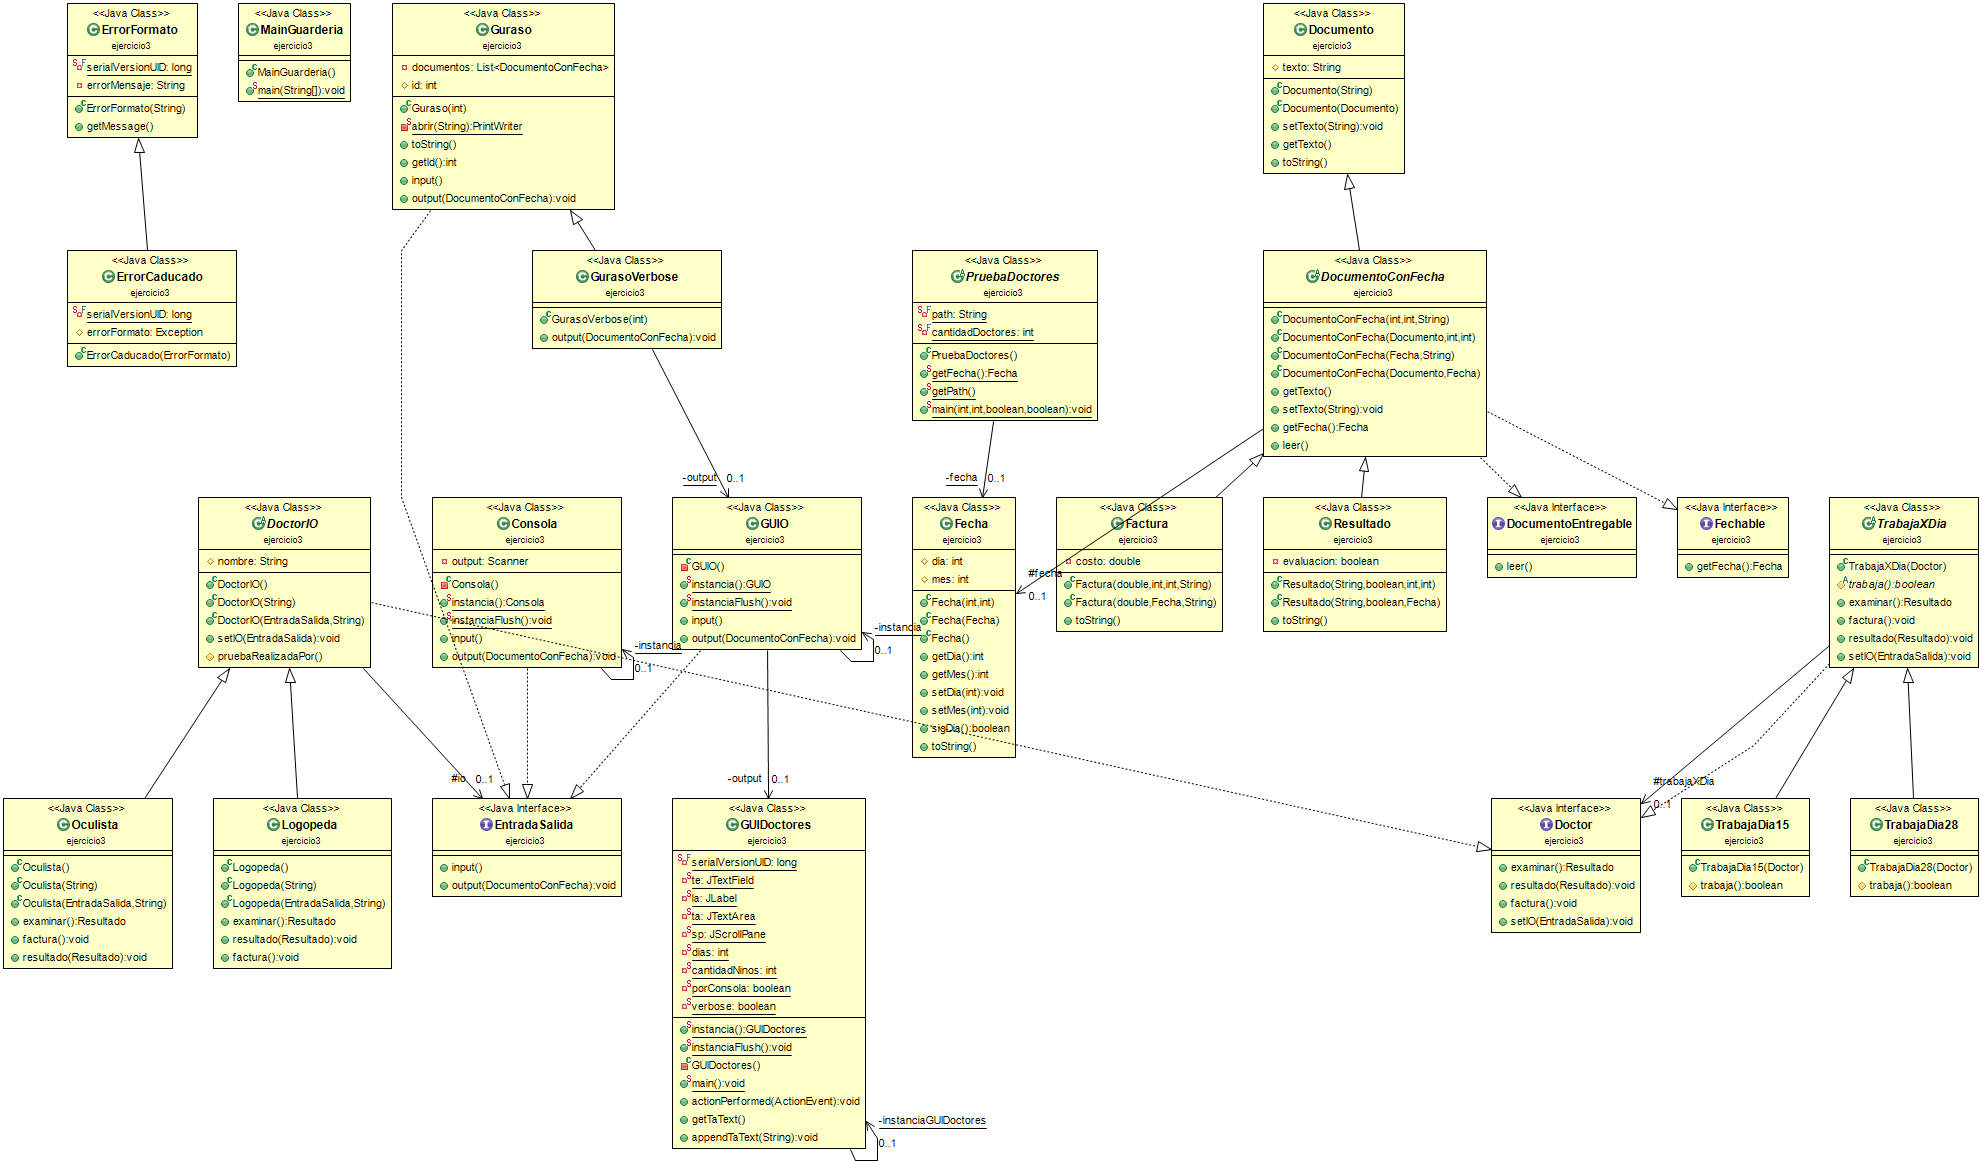 <<Java Class>>
ErrorFormato
ejercicio3
serialVersionUID: long
errorMensaje: String
ErrorFormato(String)
getMessage()
<<Java Class>>
MainGuarderia
ejercicio3
MainGuarderia()
main(String[]):void
<<Java Class>>
Guraso
ejercicio3
documentos: List<DocumentoConFecha>
id: int
Guraso(int)
abrir(String):PrintWriter
toString()
getId():int
input()
output(DocumentoConFecha):void
<<Java Class>>
Documento
ejercicio3
texto: String
Documento(String)
Documento(Documento)
setTexto(String):void
getTexto()
toString()
<<Java Class>>
ErrorCaducado
ejercicio3
serialVersionUID: long
errorFormato: Exception
ErrorCaducado(ErrorFormato)
<<Java Class>>
GurasoVerbose
ejercicio3
GurasoVerbose(int)
output(DocumentoConFecha):void
<<Java Class>>
PruebaDoctores
ejercicio3
path: String
cantidadDoctores: int
PruebaDoctores()
getFecha():Fecha
getPath()
main(int,int,boolean,boolean):void
<<Java Class>>
DocumentoConFecha
ejercicio3
DocumentoConFecha(int,int,String)
DocumentoConFecha(Documento,int,int)
DocumentoConFecha(Fecha,String)
DocumentoConFecha(Documento,Fecha)
getTexto()
setTexto(String):void
getFecha():Fecha
leer()
-output 0..1
-fecha 0..1
<<Java Class>>
DoctorIO
ejercicio3
nombre: String
DoctorIO()
DoctorIO(String)
DoctorIO(EntradaSalida,String)
setIO(EntradaSalida):void
pruebaRealizadaPor()
<<Java Class>>
Consola
ejercicio3
output: Scanner
Consola()
instancia():Consola
instanciaFlush():void
input()
output(DocumentoConFecha):void
-instancia
0..1
<<Java Class>>
GUIO
ejercicio3
GUIO()
instancia():GUIO
instanciaFlush():void
input()
output(DocumentoConFecha):void
-instancia
0..1
<<Java Class>>
Fecha
ejercicio3
dia: int
mes: int
Fecha(int,int)
Fecha(Fecha)
Fecha()
getDia():int
getMes():int
setDia(int):void
setMes(int):void
sigDia():boolean
toString()
#fecha
0..1
<<Java Class>>
Factura
ejercicio3
costo: double
Factura(double,int,int,String)
Factura(double,Fecha,String)
toString()
<<Java Class>>
Resultado
ejercicio3
evaluacion: boolean
Resultado(String,boolean,int,int)
Resultado(String,boolean,Fecha)
toString()
<<Java Interface>>
DocumentoEntregable
ejercicio3
leer()
<<Java Interface>>
Fechable
ejercicio3
getFecha():Fecha
<<Java Class>>
TrabajaXDia
ejercicio3
TrabajaXDia(Doctor)
trabaja():boolean
examinar():Resultado
factura():void
resultado(Resultado):void
setIO(EntradaSalida):void
#io 0..1
-output 0..1
#trabajaXDia
0..1
<<Java Class>>
Oculista
ejercicio3
Oculista()
Oculista(String)
Oculista(EntradaSalida,String)
examinar():Resultado
factura():void
resultado(Resultado):void
<<Java Class>>
Logopeda
ejercicio3
Logopeda()
Logopeda(String)
Logopeda(EntradaSalida,String)
examinar():Resultado
resultado(Resultado):void
factura():void
<<Java Interface>>
EntradaSalida
ejercicio3
input()
output(DocumentoConFecha):void
<<Java Class>>
GUIDoctores
ejercicio3
serialVersionUID: long
te: JTextField
la: JLabel
ta: JTextArea
sp: JScrollPane
dias: int
cantidadNinos: int
porConsola: boolean
verbose: boolean
instancia():GUIDoctores
instanciaFlush():void
GUIDoctores()
main():void
actionPerformed(ActionEvent):void
getTaText()
appendTaText(String):void
-instanciaGUIDoctores
0..1
<<Java Interface>>
Doctor
ejercicio3
examinar():Resultado
resultado(Resultado):void
factura():void
setIO(EntradaSalida):void
<<Java Class>>
TrabajaDia15
ejercicio3
TrabajaDia15(Doctor)
trabaja():boolean
<<Java Class>>
TrabajaDia28
ejercicio3
TrabajaDia28(Doctor)
trabaja():boolean